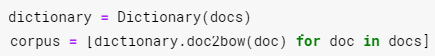 dictionary = Dictionary(docs)
corpus = [dictionary.doc2bow(doc) for doc in docs]